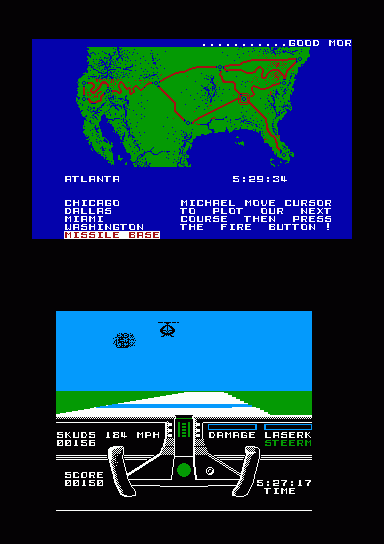 ...........GOOD MOR
ATLANTA 5:29:34
CHICAGO MICHAEL MOVE CURSOR
DALLAS TO PLOT OUR NEXT
MIAMI COURSE THEN PRESS
WASHINGTON THE FIRE BUTTON !
MISSILE BASE
SKUDS 184 MPH DAMAGE LASERK
00156 STEERM
SCORE
00150 5:27:17
TIME